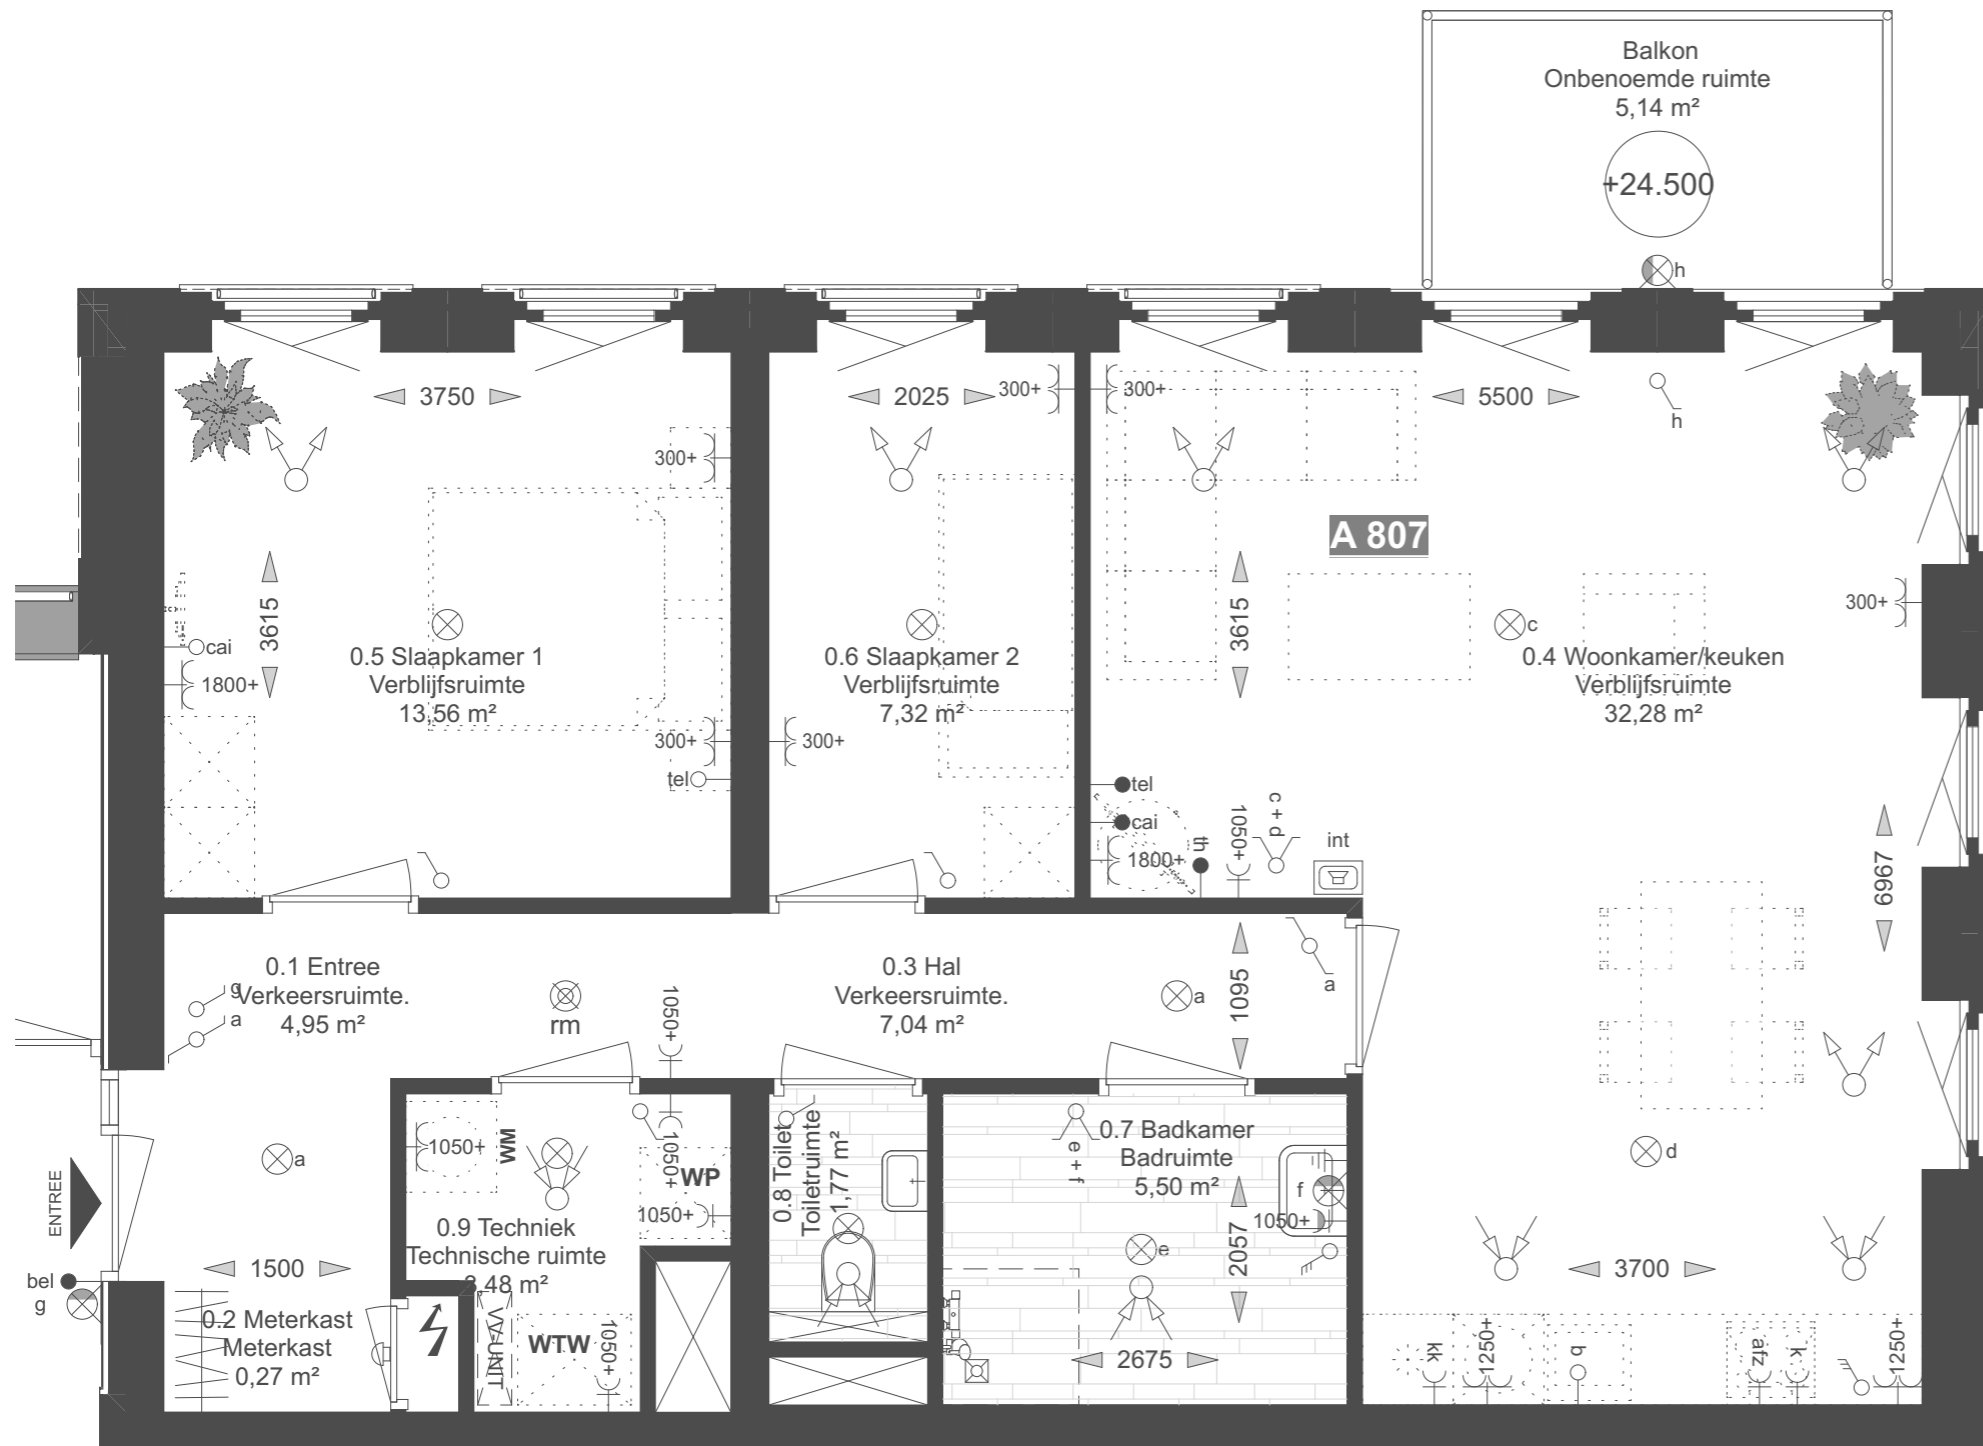 Balkon
Onbenoemde ruimte
5,14 m²
+24.500
h
3750
2025
300+
300+
5500
h
300+
A 807
3615
3615
300+
c
cai
1800+
0.5 Slaapkamer 1
Verblijfsruimte
13,56 m²
0.6 Slaapkamer 2
Verblijfsruimte
7,32 m²
0.4 Woonkamer/keuken
Verblijfsruimte
32,28 m²
300+
300+
tel
tel
cai
1800+
th
1050+
c + d
int
6967
0.1 Entree
Verkeersruimte.
4,95 m²
g
a
rm
1050+
0.3 Hal
Verkeersruimte.
7,04 m²
a
1095
a
ENTREE
a
1050+
WM
1050+
WP
1050+
0.8 Toilet
Toiletruimte
1,77 m²
e + f
0.7 Badkamer
Badruimte
5,50 m²
f
1050+
d
0.9 Techniek
Technische ruimte
3,48 m²
e
2057
bel
g
1500
3700
0.2 Meterkast
Meterkast
0,27 m²
VV-UNIT
WTW
1050+
2675
kk
1250+
b
afz
k
1250+